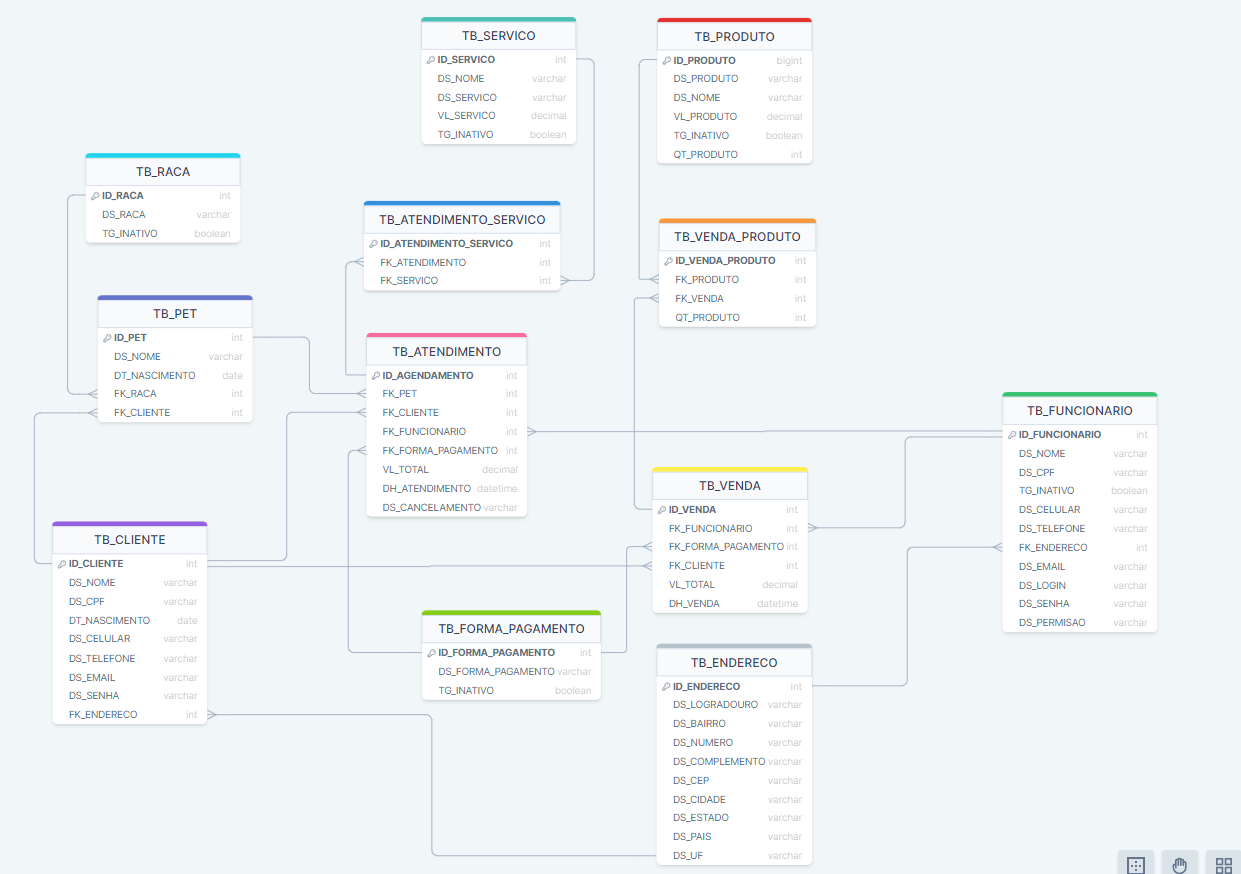 TB_SERVICO
ID_SERVICO int
DS_NOME varchar
DS_SERVICO varchar
VL_SERVICO decimal
TG_INATIVO boolean
TB_PRODUTO
ID_PRODUTO bigint
DS_PRODUTO varchar
DS_NOME varchar
VL_PRODUTO decimal
TG_INATIVO boolean
QT_PRODUTO int
TB_RACA
ID_RACA int
DS_RACA varchar
TG_INATIVO boolean
TB_ATENDIMENTO_SERVICO
ID_ATENDIMENTO_SERVICO int
FK_ATENDIMENTO int
FK_SERVICO int
TB_VENDA_PRODUTO
ID_VENDA_PRODUTO int
FK_PRODUTO int
FK_VENDA int
QT_PRODUTO int
TB_PET
ID_PET int
DS_NOME varchar
DT_NASCIMENTO date
FK_RACA int
FK_CLIENTE int
TB_ATENDIMENTO
ID_AGENDAMENTO int
FK_PET int
FK_CLIENTE int
FK_FUNCIONARIO int
FK_FORMA_PAGAMENTO int
VL_TOTAL decimal
DH_ATENDIMENTO datetime
DS_CANCELAMENTO varchar
TB_FUNCIONARIO
ID_FUNCIONARIO int
DS_NOME varchar
DS_CPF varchar
TG_INATIVO boolean
DS_CELULAR varchar
DS_TELEFONE varchar
FK_ENDERECO int
DS_EMAIL varchar
DS_LOGIN varchar
DS_SENHA varchar
DS_PERMISAO varchar
TB_VENDA
ID_VENDA int
FK_FUNCIONARIO int
FK_FORMA_PAGAMENTO int
FK_CLIENTE int
VL_TOTAL decimal
DH_VENDA datetime
TB_CLIENTE
ID_CLIENTE int
DS_NOME varchar
DS_CPF varchar
DT_NASCIMENTO date
DS_CELULAR varchar
DS_TELEFONE varchar
DS_EMAIL varchar
DS_SENHA varchar
FK_ENDERECO int
TB_FORMA_PAGAMENTO
ID_FORMA_PAGAMENTO int
DS_FORMA_PAGAMENTO varchar
TG_INATIVO boolean
TB_ENDERECO
ID_ENDERECO int
DS_LOGRADOURO varchar
DS_BAIRRO varchar
DS_NUMERO varchar
DS_COMPLEMENTO varchar
DS_CEP varchar
DS_CIDADE varchar
DS_ESTADO varchar
DS_PAIS varchar
DS_UF varchar